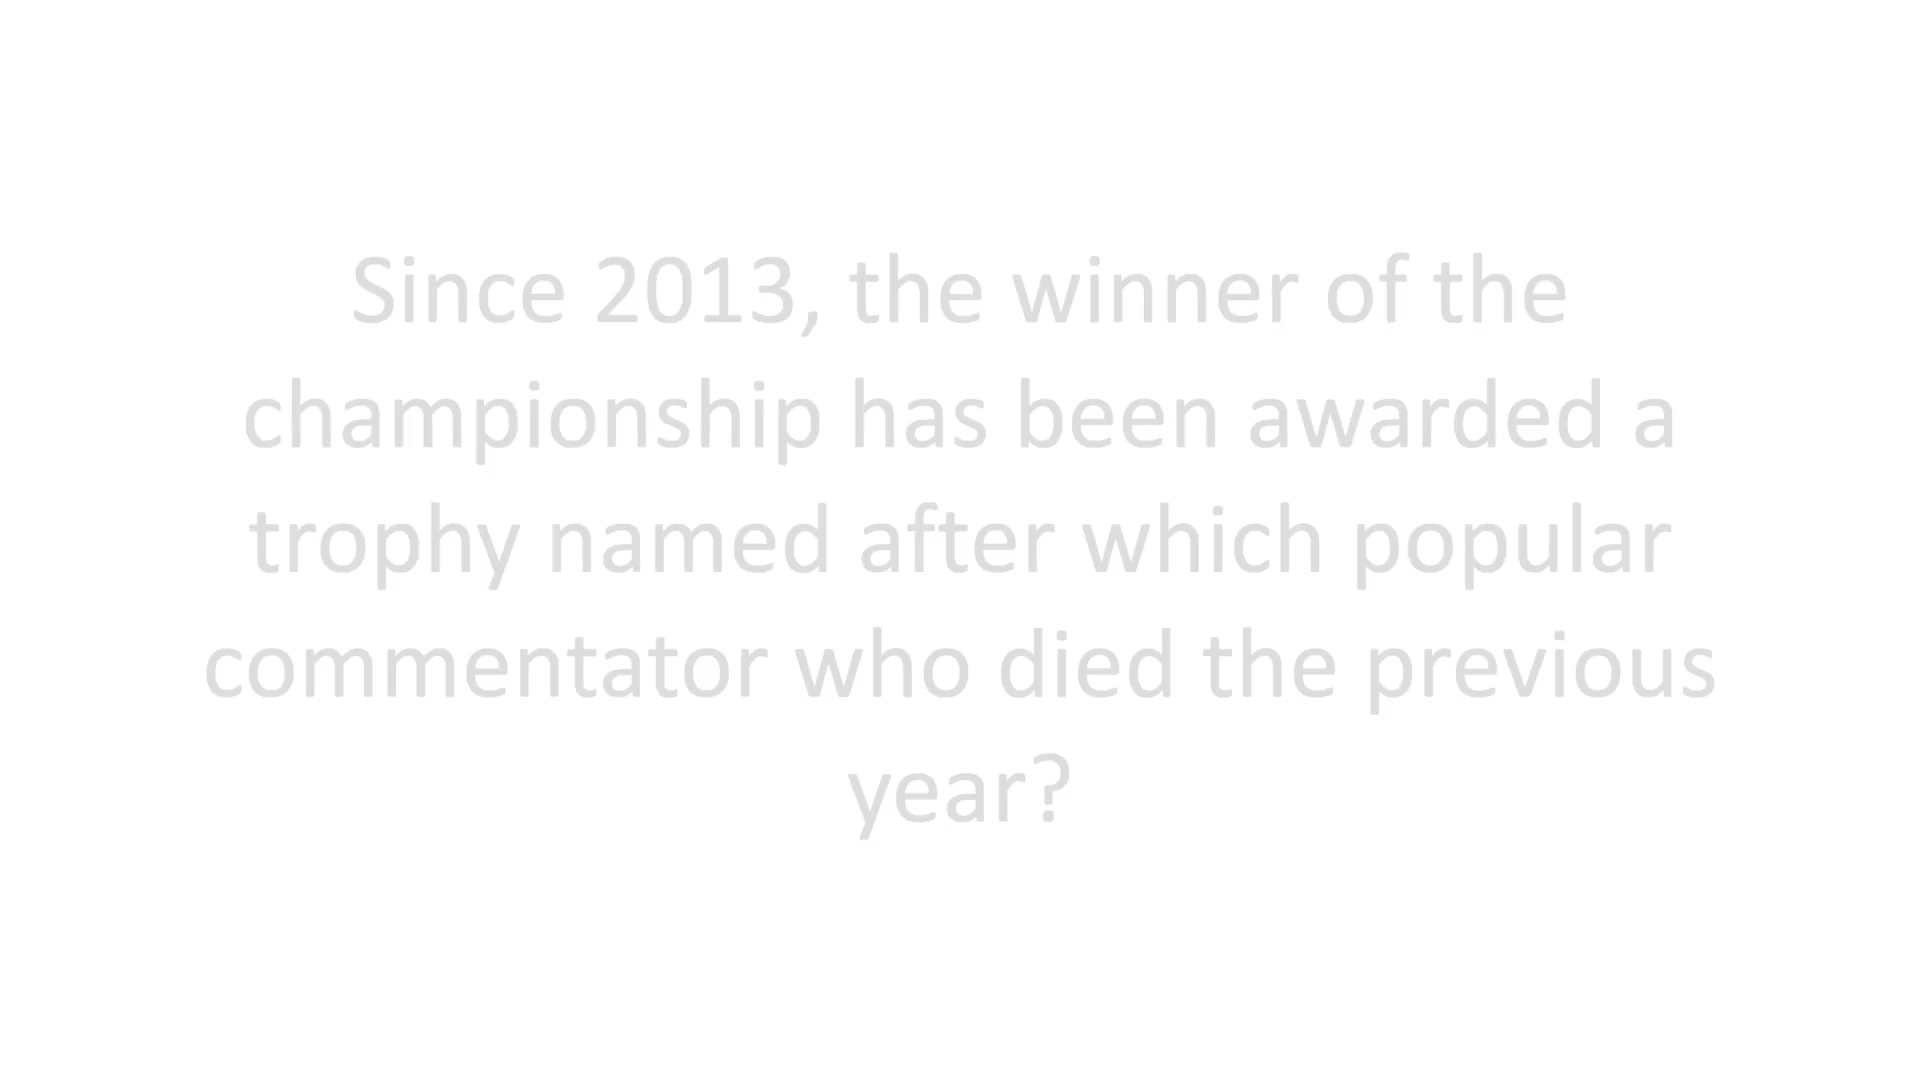 Since 2013, the winner of the
championship has been awarded a
trophy named after which popular
commentator who died the previous
year?